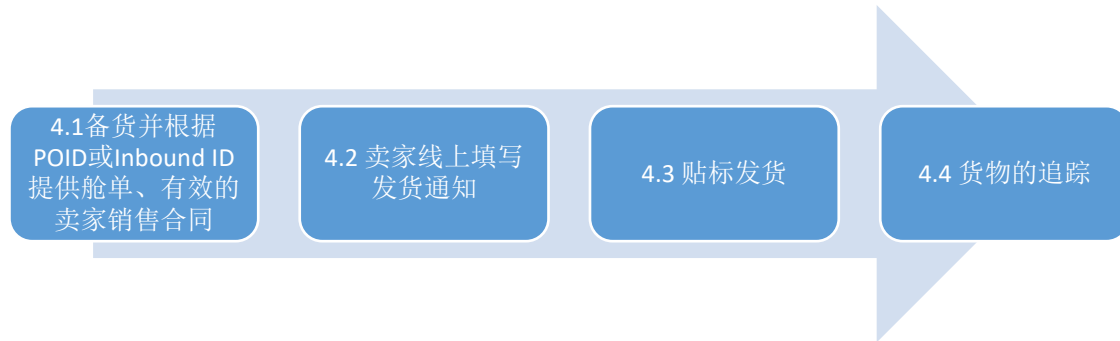 4.1备货并根据
POID或Inbound ID
提供舱单、有效的
卖家销售合同
4.2 卖家线上填写
发货通知
4.3 贴标发货
4.4 货物的追踪